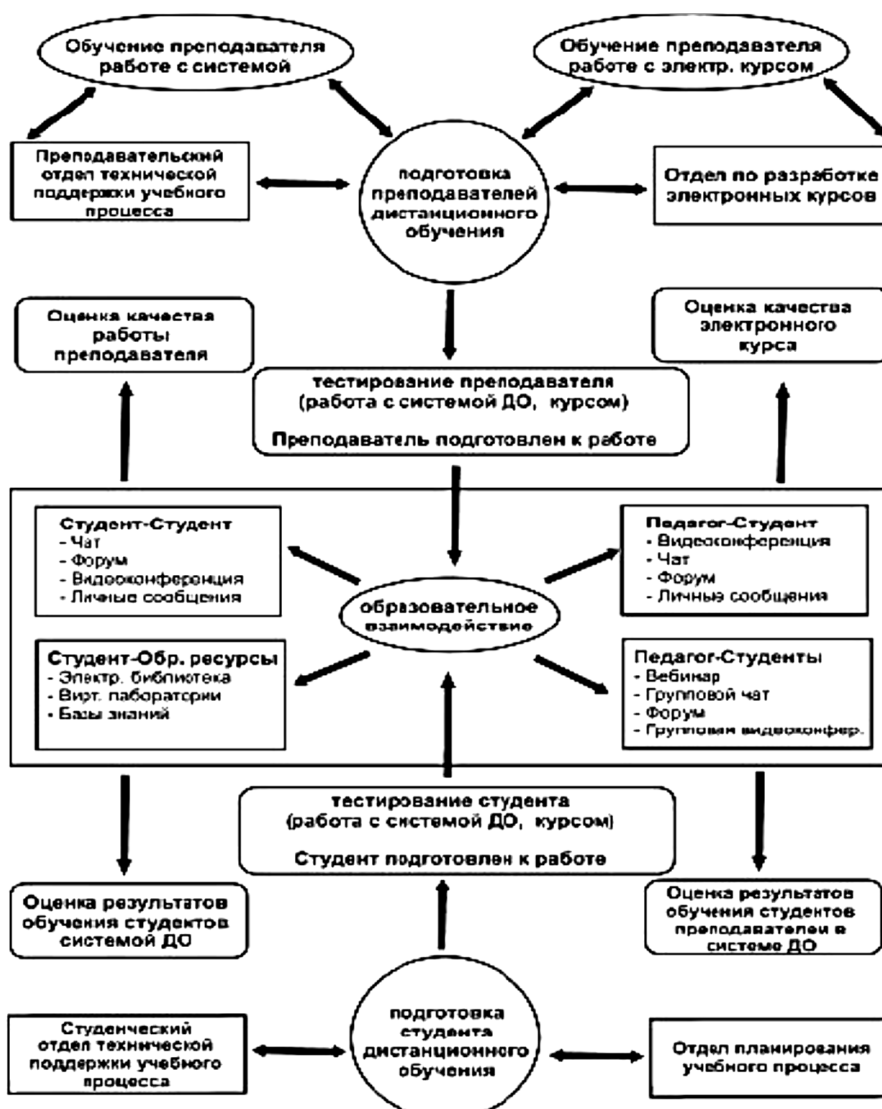 Обучение преподавателя
работе с системой
Обучение преподавателя
работе с электр. курсом
Преподавательский
отдел технической
поддержки учебного
процесса
подготовка
преподавателей
дистанционного
обучения
Отдел по разработке
электронных курсов
Оценка качества
работы
преподавателя
Оценка качества
электронного
курса
тестирование преподавателя
(работа с системой ДО, курсом)
Преподаватель подготовлен к работе
Студент-Студент
- Чат
- Форум
- Видеоконференция
- Личные сообщения
Педагог-Студент
- Видеоконференция
- Чат
- Форум
- Личные сообщения
образовательное
взаимодействие
Студент-Обр. ресурсы
- Электр. библиотека
- Вирт. лаборатории
- Базы знаний
Педагог-Студенты
- Вебинар
- Групповой чат
- Форум
- Групповая видеоконфер.
тестирование студента
(работа с системой ДО, курсом)
Студент подготовлен к работе
Оценка результатов
обучения студентов
системой ДО
Оценка результатов
обучения студентов
преподавателем в
системе ДО
Студенческий
отдел технической
поддержки учебного
процесса
подготовка
студента
дистанционного
обучения
Отдел планирования
учебного процесса